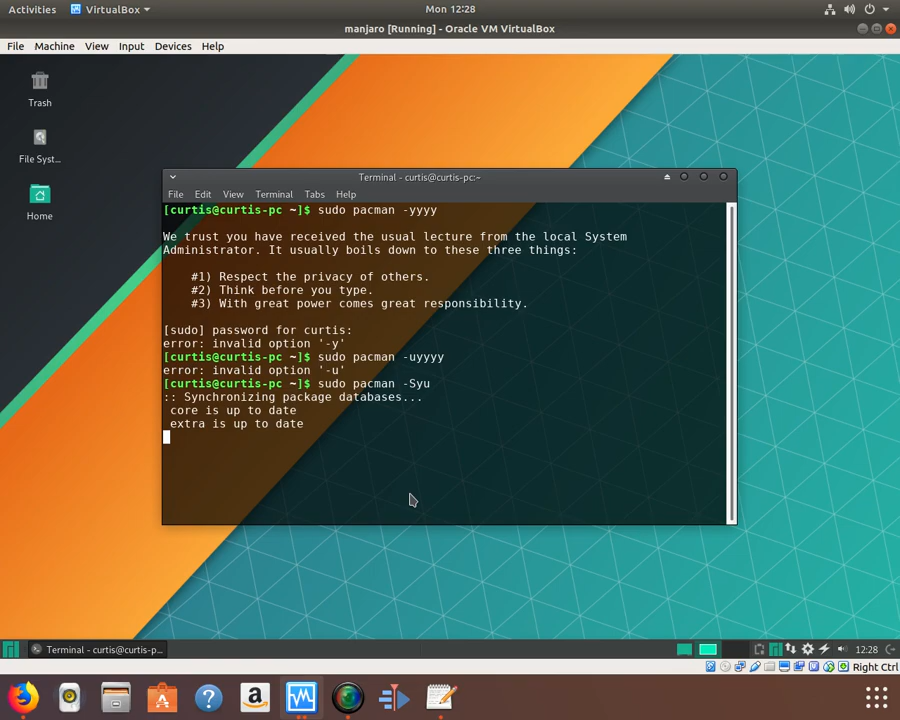 Activities VirtualBox Mon 12:28
manjaro [Running] - Oracle VM VirtualBox
File Machine View Input Devices Help
Trash
File Syst...
Home
Terminal - curtis@curtis-pc:~
File Edit View Terminal Tabs Help
[curtis@curtis-pc ~]$ sudo pacman -yyyy
We trust you have received the usual lecture from the local System
Administrator. It usually boils down to these three things:
#1) Respect the privacy of others.
#2) Think before you type.
#3) With great power comes great responsibility.
[sudo] password for curtis:
error: invalid option '-y'
[curtis@curtis-pc ~]$ sudo pacman -uyyyy
error: invalid option '-u'
[curtis@curtis-pc ~]$ sudo pacman -Syu
:: Synchronizing package databases...
core is up to date
extra is up to date
Terminal - curtis@curtis-p... 12:28
Right Ctrl